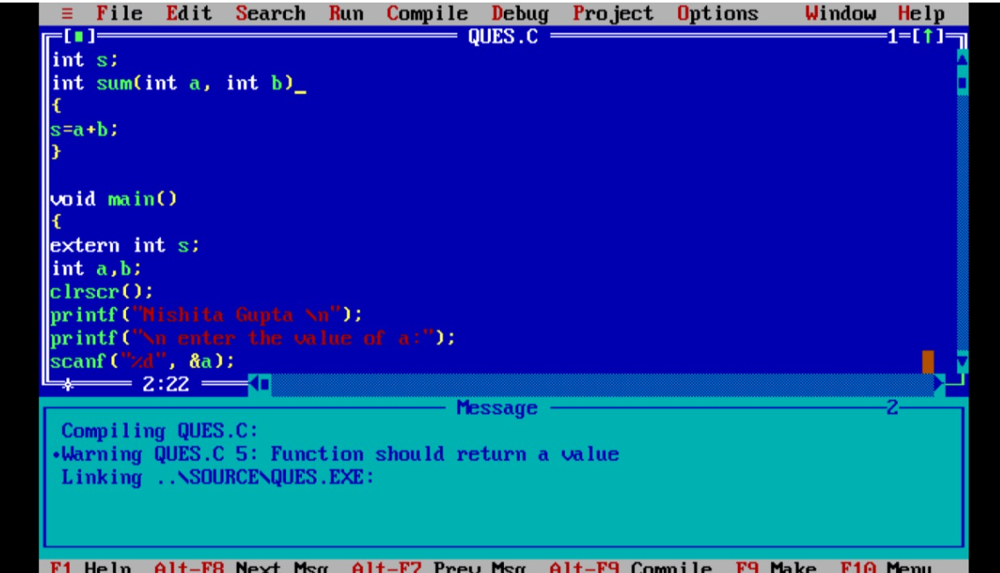 ≡ File Edit Search Run Compile Debug Project Options Window Help
[■] QUES.C 1=[↑]
int s;
int sum(int a, int b)_
{
s=a+b;
}
void main()
{
extern int s;
int a,b;
clrscr();
printf("Nishita Gupta \n");
printf("\n enter the value of a:");
scanf("%d", &a);
2:22
Message 2
Compiling QUES.C:
•Warning QUES.C 5: Function should return a value
Linking ..\SOURCE\QUES.EXE:
F1 Help Alt-F8 Next Msg Alt-F7 Prev Msg Alt-F9 Compile F9 Make F10 Menu